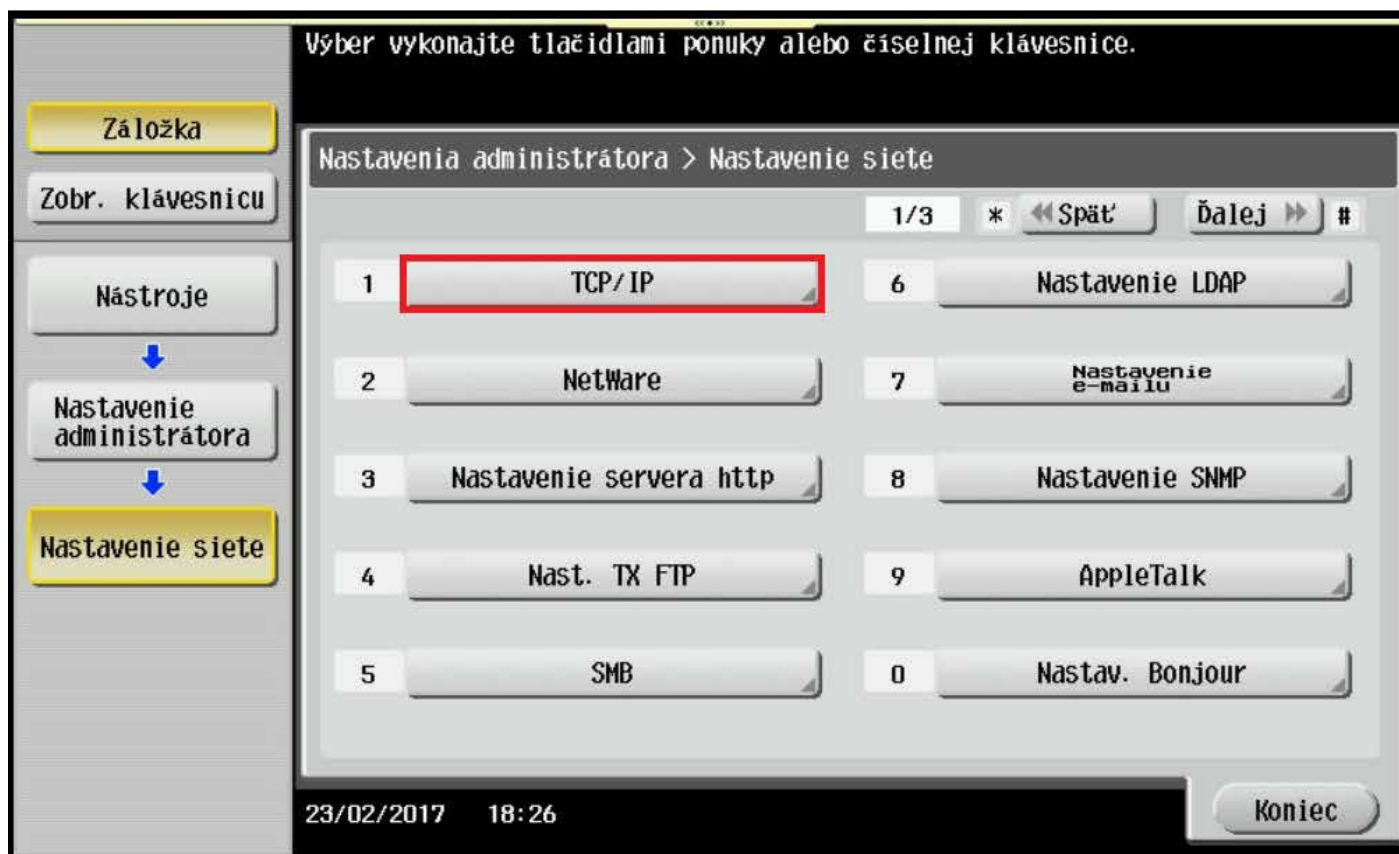 Výber vykonajte tlačidlami ponuky alebo číselnej klávesnice.
Záložka
Zobr. klávesnicu
Nástroje
Nastavenie
administrátora
Nastavenie siete
Nastavenia administrátora > Nastavenie siete
1/3 * Späť Ďalej #
1 TCP/IP
2 NetWare
3 Nastavenie servera http
4 Nast. TX FTP
5 SMB
6 Nastavenie LDAP
7 Nastavenie
e-mailu
8 Nastavenie SNMP
9 AppleTalk
0 Nastav. Bonjour
23/02/2017 18:26
Koniec